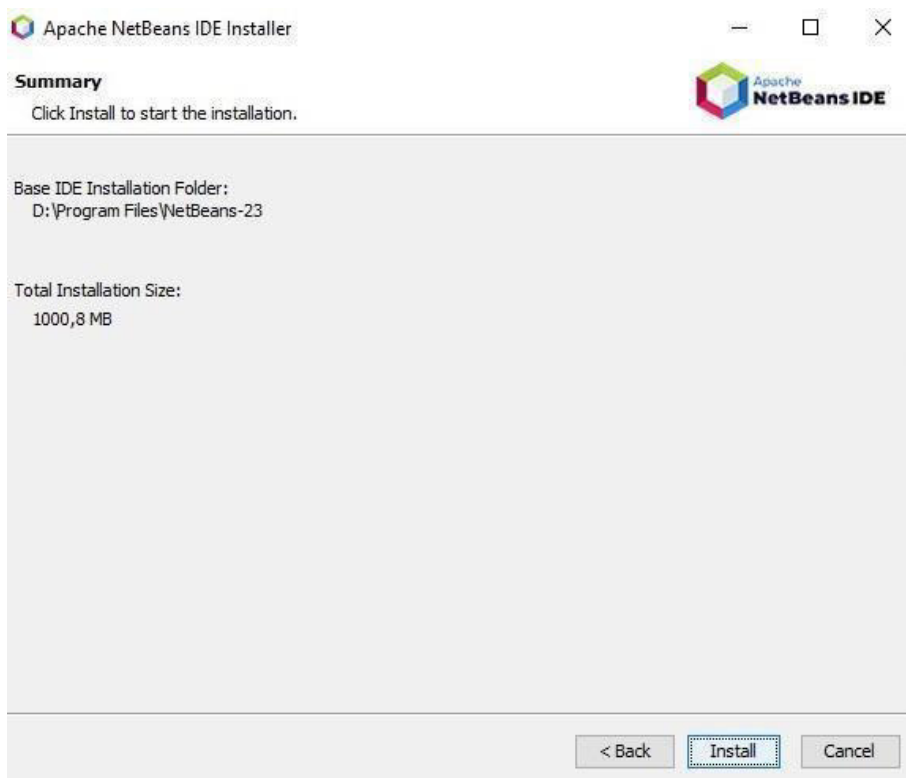 Apache NetBeans IDE Installer
Summary
Click Install to start the installation.
Apache
NetBeans IDE
Base IDE Installation Folder:
D:\Program Files\NetBeans-23
Total Installation Size:
1000,8 MB
< Back
Install
Cancel